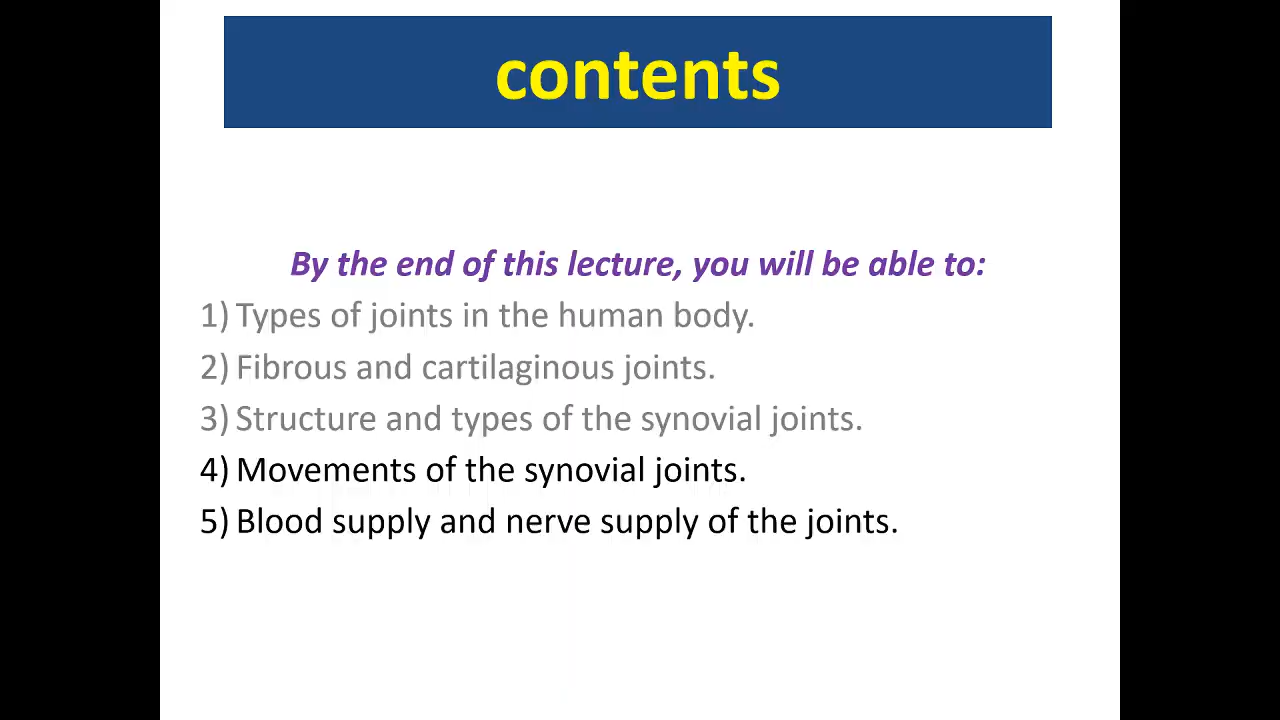 contents
By the end of this lecture, you will be able to:
1) Types of joints in the human body.
2) Fibrous and cartilaginous joints.
3) Structure and types of the synovial joints.
4) Movements of the synovial joints.
5) Blood supply and nerve supply of the joints.